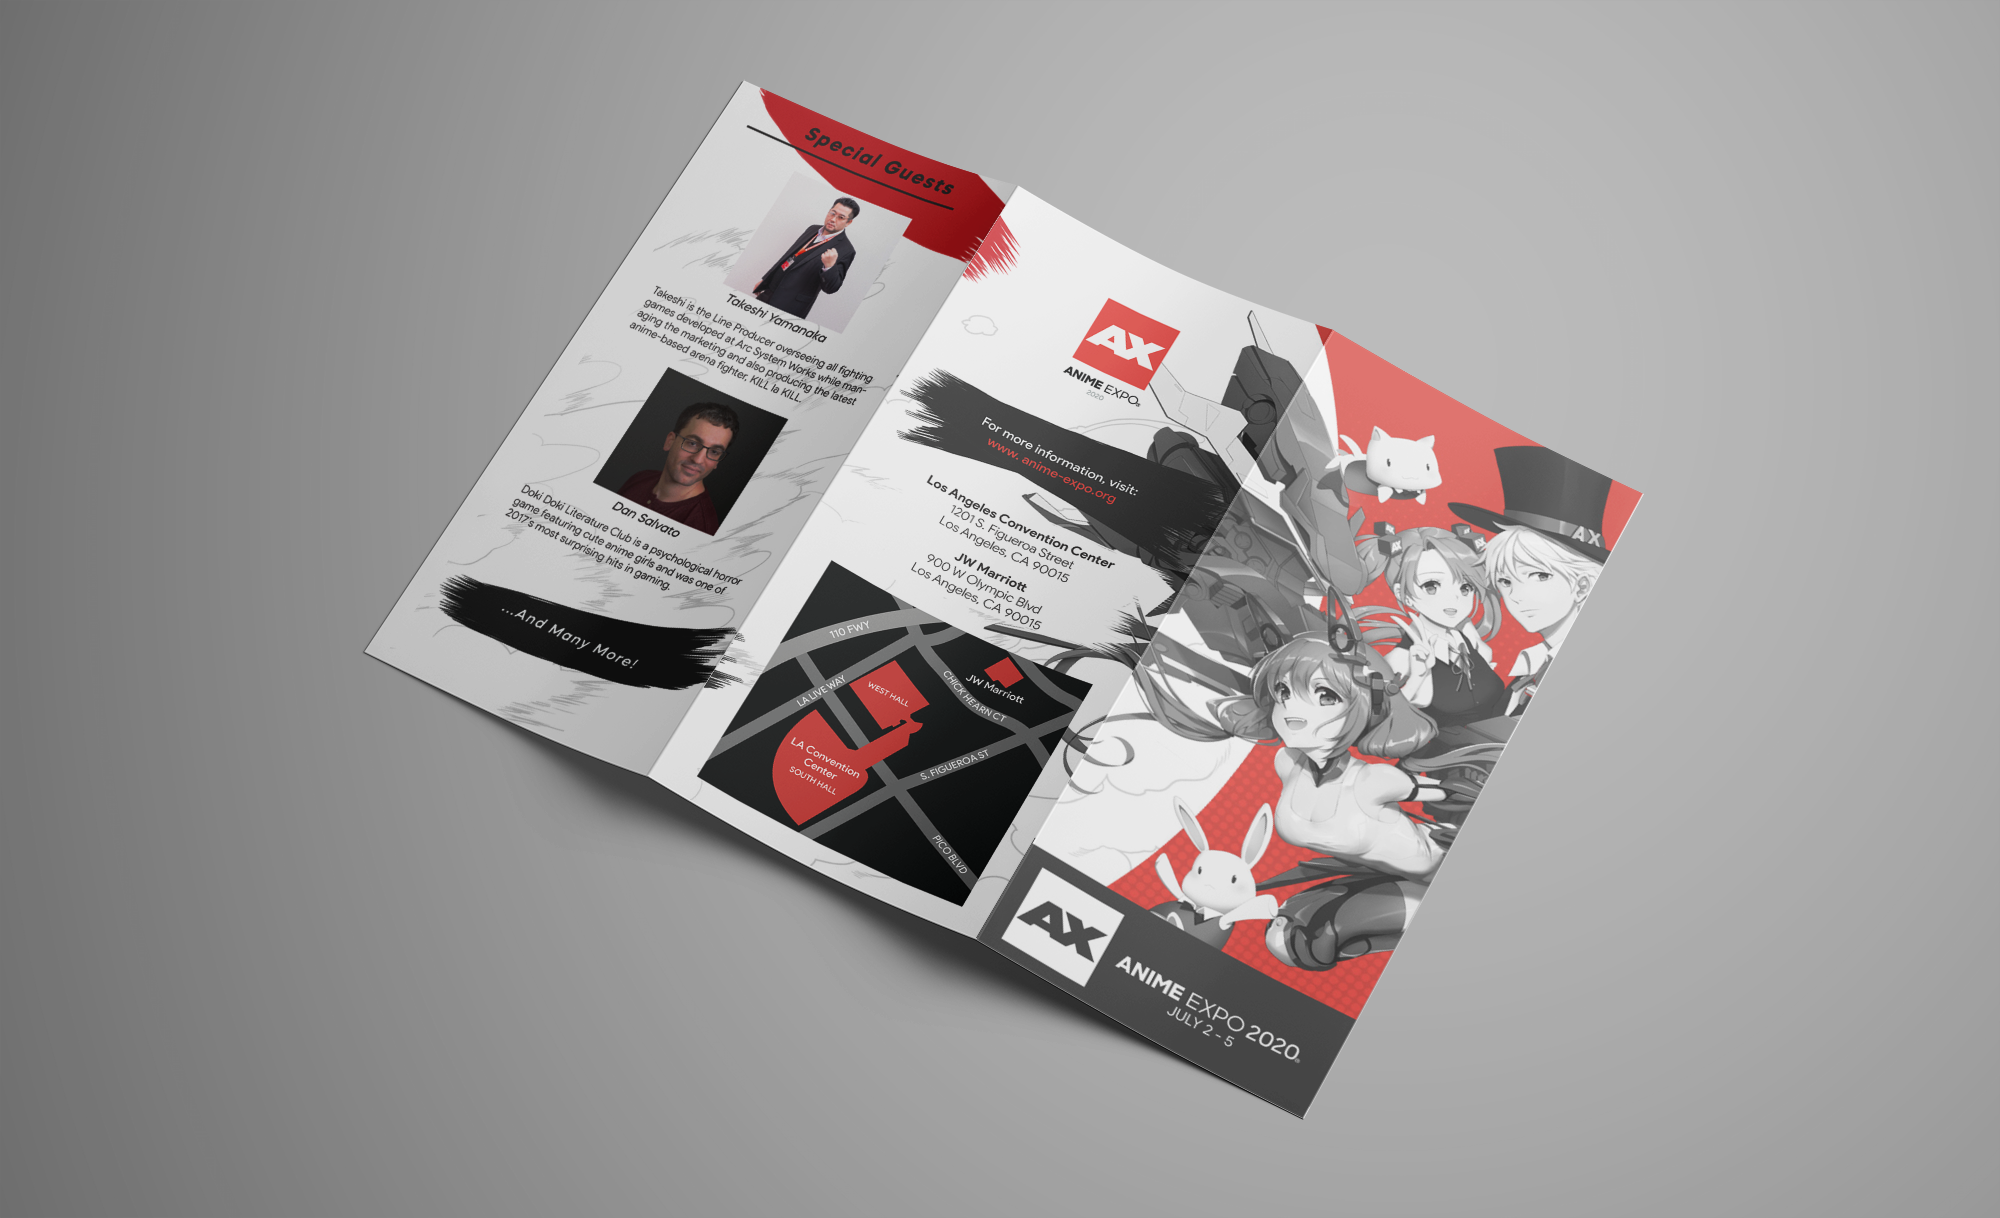 Special Guests
Takeshi Yamanaka
Takeshi is the Line Producer overseeing all fighting
games developed at Arc System Works while man-
aging the marketing and also producing the latest
anime-based arena fighter, KILL la KILL.
Dan Salvato
Doki Doki Literature Club is a psychological horror
game featuring cute anime girls and was one of
2017's most surprising hits in gaming.
...And Many More!
AX
ANIME EXPO®
2020
For more information, visit:
www. anime-expo.org
Los Angeles Convention Center
1201 S. Figueroa Street
Los Angeles, CA 90015
JW Marriott
900 W Olympic Blvd
Los Angeles, CA 90015
110 FWY
LA LIVE WAY
WEST HALL
CHICK HEARN CT
JW Marriott
LA Convention
Center
SOUTH HALL
S. FIGUEROA ST
PICO BLVD
AX
AX
ANIME EXPO 2020®
JULY 2 - 5